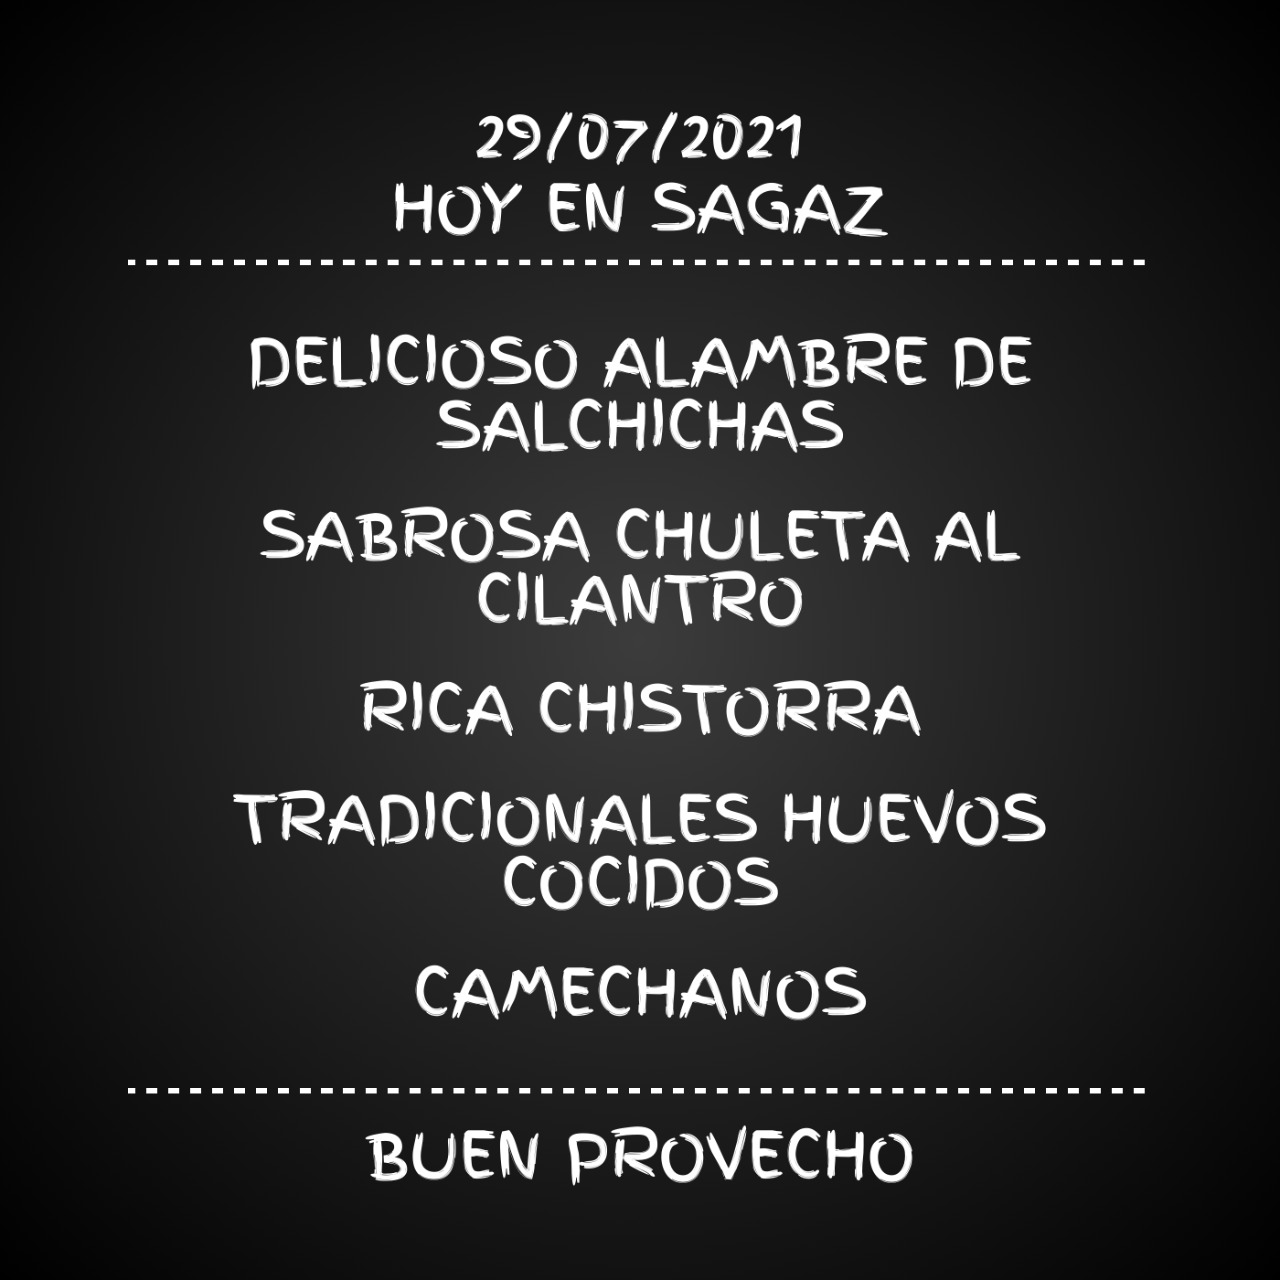 29/07/2021
HOY EN SAGAZ
DELICIOSO ALAMBRE DE
SALCHICHAS
SABROSA CHULETA AL
CILANTRO
RICA CHISTORRA
TRADICIONALES HUEVOS
COCIDOS
CAMECHANOS
BUEN PROVECHO